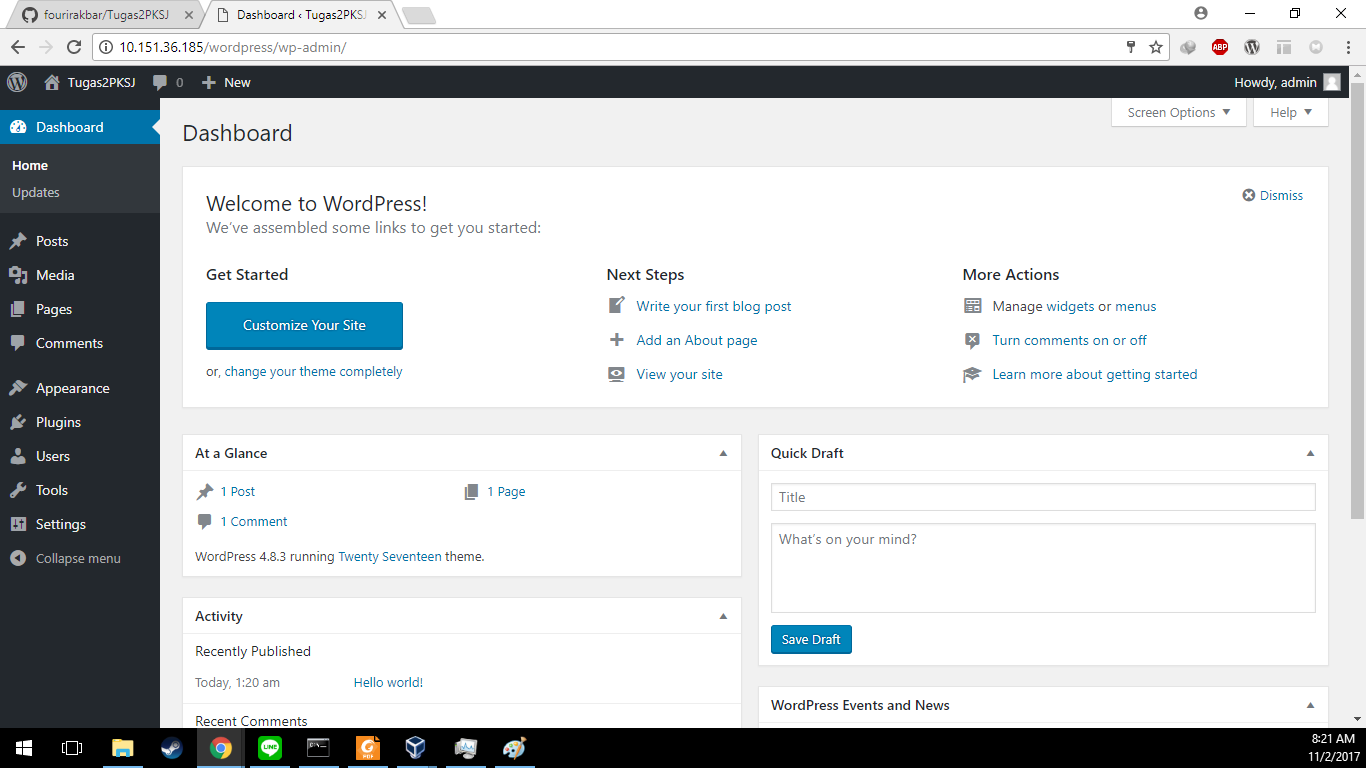 fourirakbar/Tugas2PKSJ
Dashboard ‹ Tugas2PKSJ
10.151.36.185/wordpress/wp-admin/
ABP
Tugas2PKSJ 0 New
Howdy, admin
Dashboard
Home
Updates
Posts
Media
Pages
Comments
Appearance
Plugins
Users
Tools
Settings
Collapse menu
Screen Options
Help
Dashboard
Welcome to WordPress!
We've assembled some links to get you started:
Dismiss
Get Started
Customize Your Site
or, change your theme completely
Next Steps
Write your first blog post
Add an About page
View your site
More Actions
Manage widgets or menus
Turn comments on or off
Learn more about getting started
At a Glance
1 Post
1 Page
1 Comment
WordPress 4.8.3 running Twenty Seventeen theme.
Activity
Recently Published
Today, 1:20 am
Hello world!
Recent Comments
Quick Draft
Title
What's on your mind?
Save Draft
WordPress Events and News
LINE
PDF
8:21 AM
11/2/2017